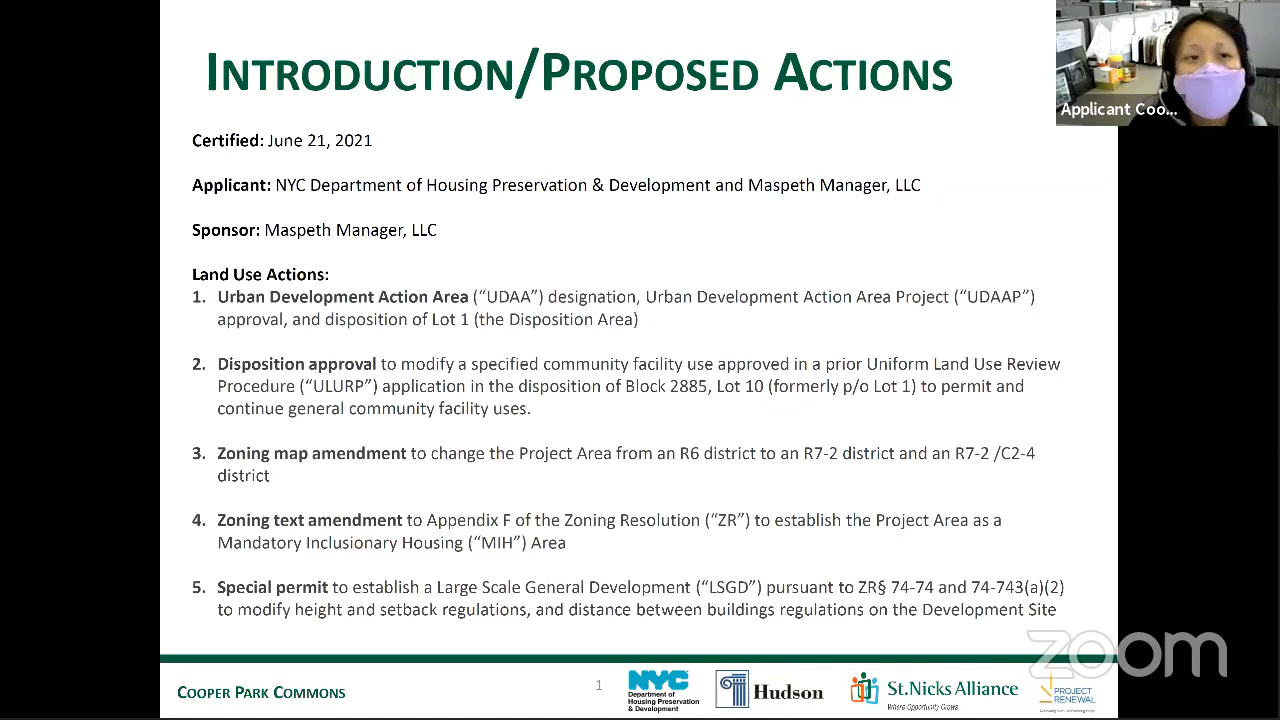 INTRODUCTION/PROPOSED ACTIONS
Applicant Coo...
Certified: June 21, 2021
Applicant: NYC Department of Housing Preservation & Development and Maspeth Manager, LLC
Sponsor: Maspeth Manager, LLC
Land Use Actions:
1. Urban Development Action Area (“UDAA”) designation, Urban Development Action Area Project (“UDAAP”)
approval, and disposition of Lot 1 (the Disposition Area)
2. Disposition approval to modify a specified community facility use approved in a prior Uniform Land Use Review
Procedure (“ULURP”) application in the disposition of Block 2885, Lot 10 (formerly p/o Lot 1) to permit and
continue general community facility uses.
3. Zoning map amendment to change the Project Area from an R6 district to an R7-2 district and an R7-2 /C2-4
district
4. Zoning text amendment to Appendix F of the Zoning Resolution (“ZR”) to establish the Project Area as a
Mandatory Inclusionary Housing (“MIH”) Area
5. Special permit to establish a Large Scale General Development (“LSGD”) pursuant to ZR§ 74-74 and 74-743(a)(2)
to modify height and setback regulations, and distance between buildings regulations on the Development Site
zoom
COOPER PARK COMMONS
1
NYC
Department of
Housing Preservation
& Development
Hudson
St.Nicks Alliance
Where Opportunity Grows
PROJECT
RENEWAL